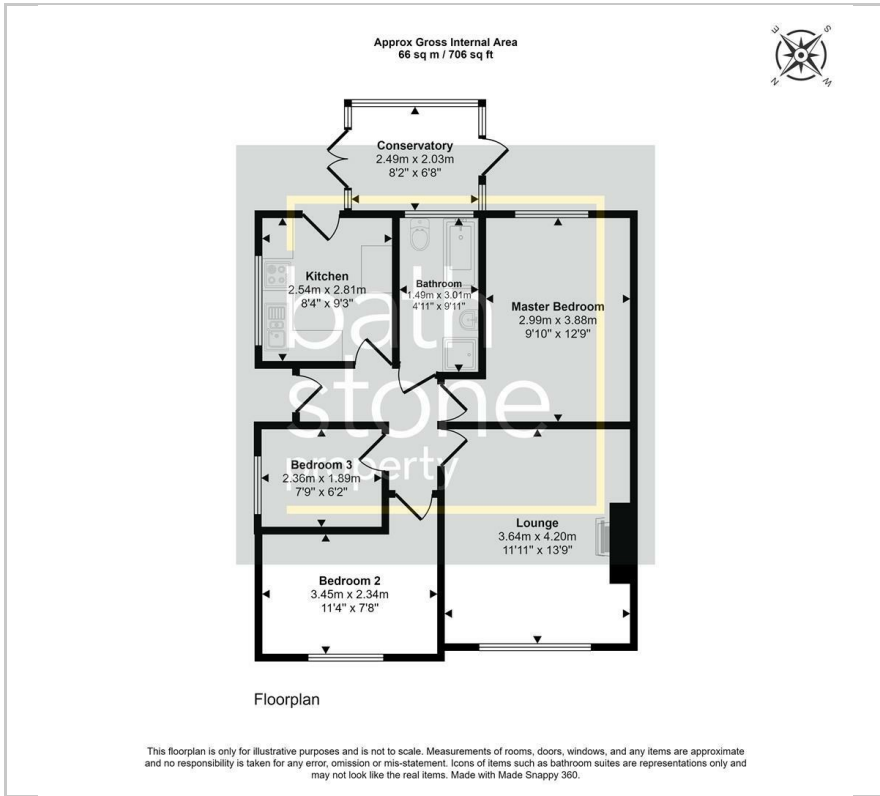 Approx Gross Internal Area
66 sq m / 706 sq ft
E
S
N
W
Conservatory
2.49m x 2.03m
8'2" x 6'8"
Kitchen
2.54m x 2.81m
8'4" x 9'3"
Bathroom
1.49m x 3.01m
4'11" x 9'11"
Master Bedroom
2.99m x 3.88m
9'10" x 12'9"
bath
stone
property
Bedroom 3
2.36m x 1.89m
7'9" x 6'2"
Lounge
3.64m x 4.20m
11'11" x 13'9"
Bedroom 2
3.45m x 2.34m
11'4" x 7'8"
Floorplan
This floorplan is only for illustrative purposes and is not to scale. Measurements of rooms, doors, windows, and any items are approximate
and no responsibility is taken for any error, omission or mis-statement. Icons of items such as bathroom suites are representations only and
may not look like the real items. Made with Made Snappy 360.